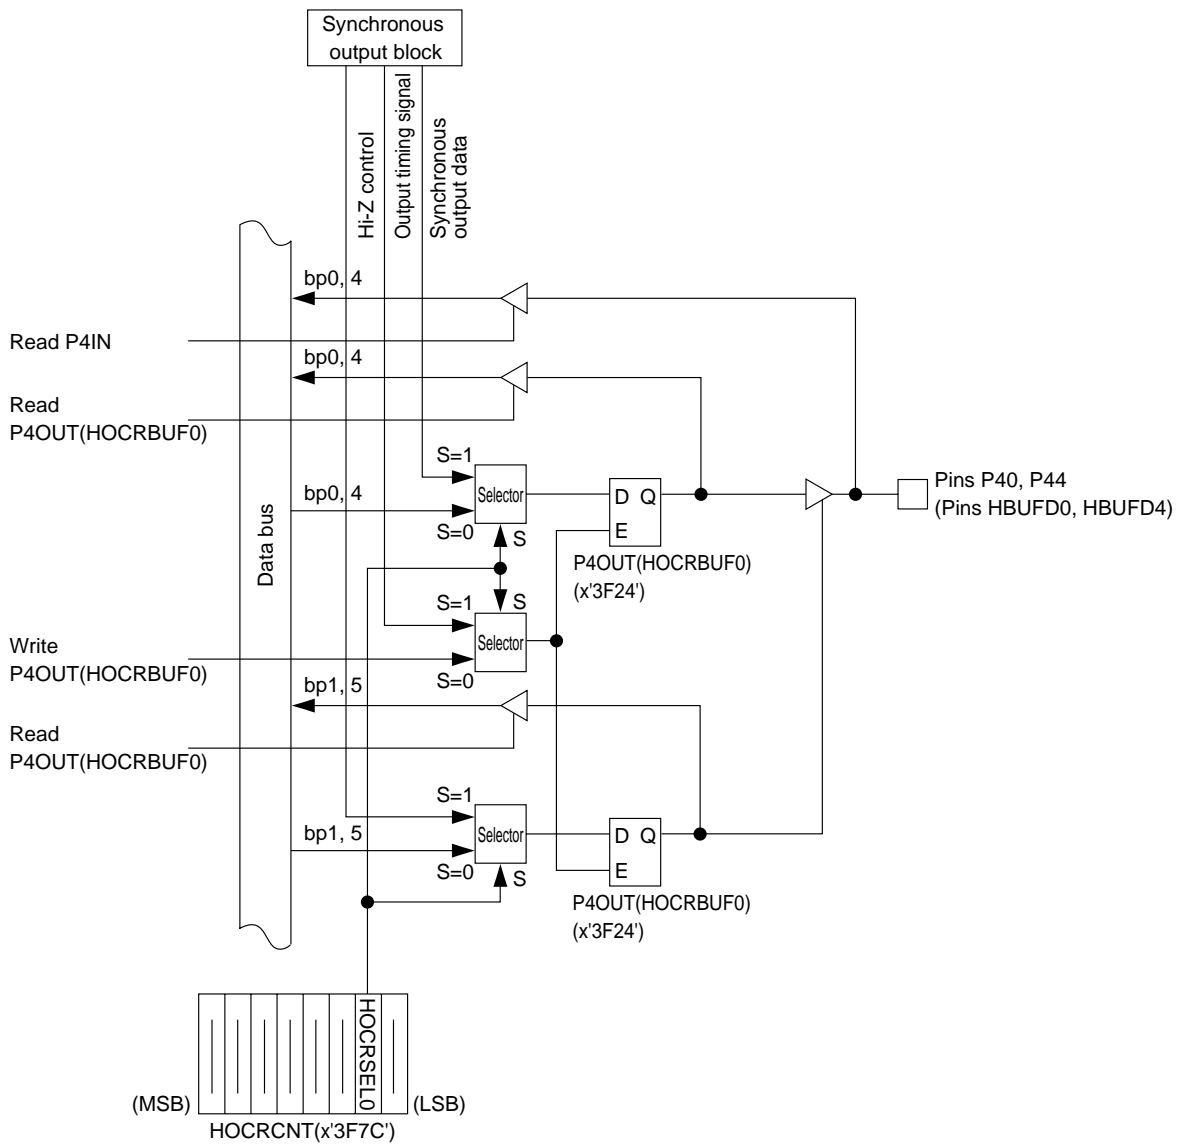 Synchronous
output block
Hi-Z control
Output timing signal
Synchronous
output data
bp0, 4
Read P4IN
bp0, 4
Read
P4OUT(HOCRBUF0)
S=1
Selector
D Q
E
bp0, 4
S=0
S
Pins P40, P44
(Pins HBUFD0, HBUFD4)
Data bus
P4OUT(HOCRBUF0)
(x'3F24')
S=1
S
Selector
Write
P4OUT(HOCRBUF0)
S=0
bp1, 5
Read
P4OUT(HOCRBUF0)
S=1
Selector
D Q
E
bp1, 5
S=0
S
P4OUT(HOCRBUF0)
(x'3F24')
HOCRSEL0
(MSB)
(LSB)
HOCRCNT(x'3F7C')